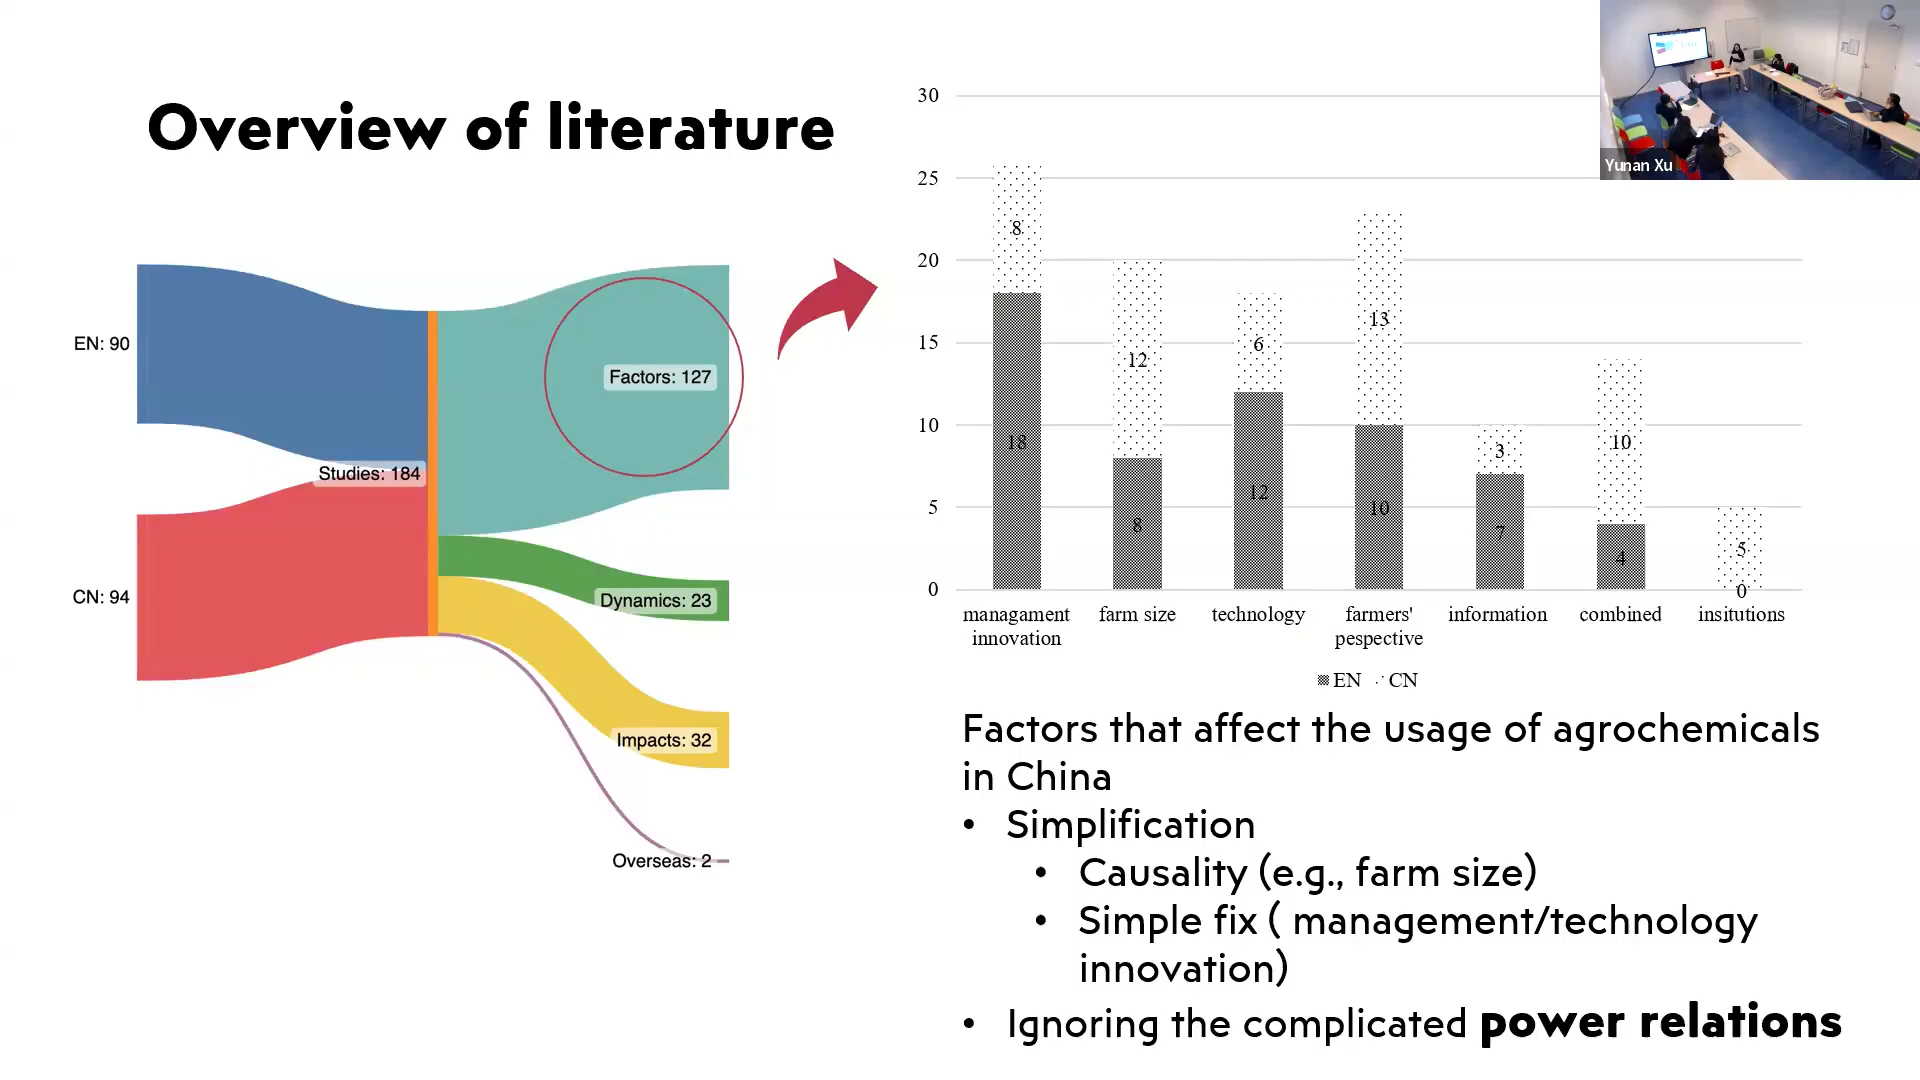 Overview of literature
EN: 90
CN: 94
Studies: 184
Factors: 127
Dynamics: 23
Impacts: 32
Overseas: 2
30
25
20
15
10
5
0
8
18
12
8
6
12
13
10
3
7
10
4
5
0
managament
innovation
farm size
technology
farmers'
pespective
information
combined
insitutions
EN CN
Factors that affect the usage of agrochemicals
in China
• Simplification
• Causality (e.g., farm size)
• Simple fix ( management/technology
innovation)
• Ignoring the complicated power relations
Yunan Xu